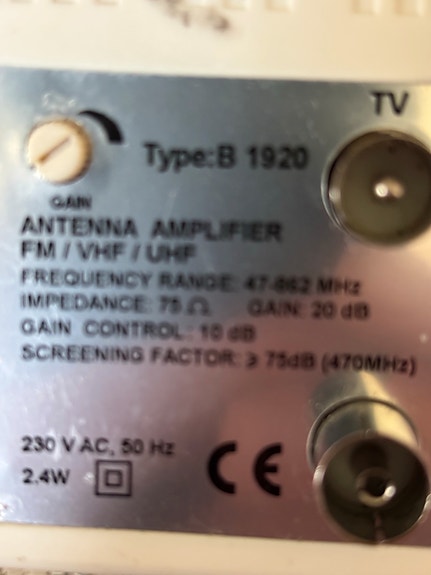 TV
Type:B 1920
GAIN
ANTENNA AMPLIFIER
FM / VHF / UHF
FREQUENCY RANGE: 47-862 MHz
IMPEDANCE: 75 Ω GAIN: 20 dB
GAIN CONTROL: 10 dB
SCREENING FACTOR: ≥ 75dB (470MHz)
230 V AC, 50 Hz
2.4W
CE